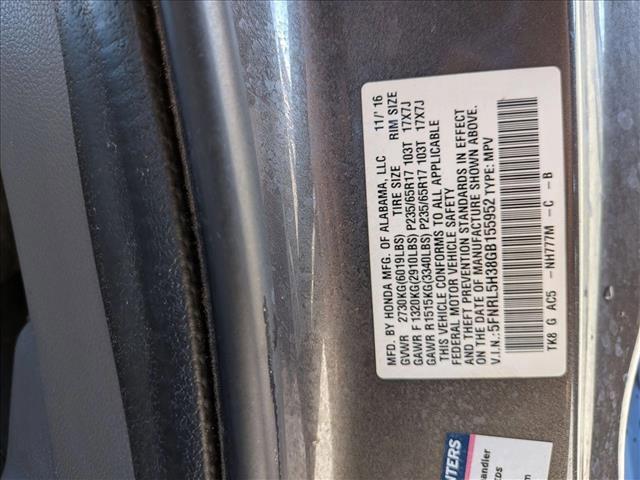 MFD. BY HONDA MFG. OF ALABAMA, LLC 11/'16
GVWR 2730KG(6019LBS) TIRE SIZE RIM SIZE
GAWR F 1320KG(2910LBS) P235/65R17 103T 17X7J
GAWR R1515KG(3340LBS) P235/65R17 103T 17X7J
THIS VEHICLE CONFORMS TO ALL APPLICABLE
FEDERAL MOTOR VEHICLE SAFETY
AND THEFT PREVENTION STANDARDS IN EFFECT
ON THE DATE OF MANUFACTURE SHOWN ABOVE.
V.I.N.:5FNRL5H38GB155952 TYPE: MPV
TK8 G AC5 -NH777M -C -B